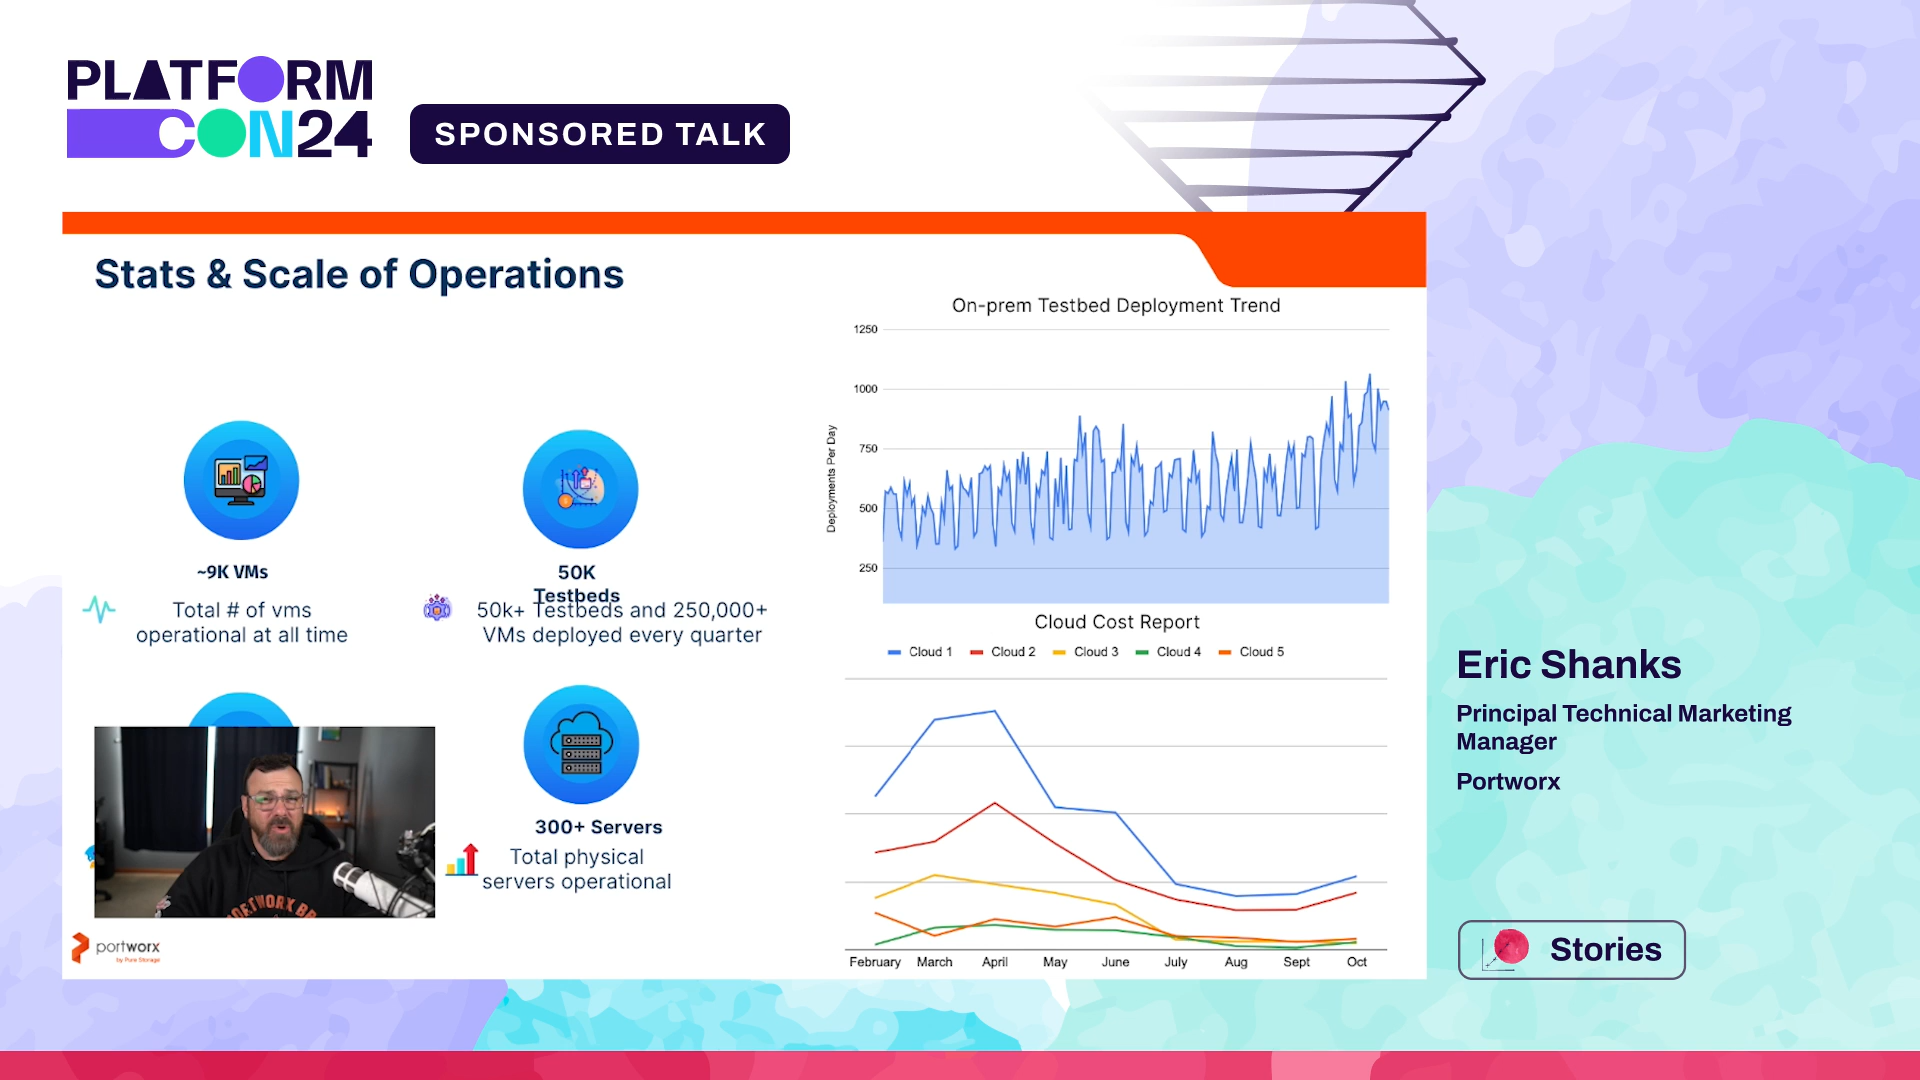 PLATFORM
CON24
SPONSORED TALK
Stats & Scale of Operations
~9K VMs
Total # of vms
operational at all time
50K
Testbeds
50k+ Testbeds and 250,000+
VMs deployed every quarter
300+ Servers
Total physical
servers operational
portworx
by Pure Storage
On-prem Testbed Deployment Trend
Deployments Per Day
1250
1000
750
500
250
Cloud Cost Report
Cloud 1
Cloud 2
Cloud 3
Cloud 4
Cloud 5
February
March
April
May
June
July
Aug
Sept
Oct
Eric Shanks
Principal Technical Marketing
Manager
Portworx
Stories